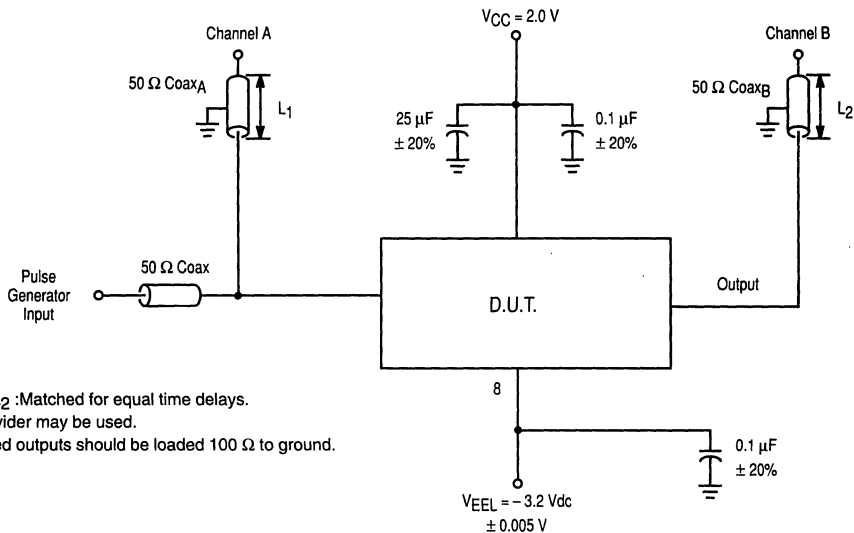 VCC = 2.0 V
Channel A
Channel B
50 Ω CoaxA
L1
25 µF
± 20%
0.1 µF
± 20%
50 Ω CoaxB
L2
50 Ω Coax
Pulse
Generator
Input
D.U.T.
Output
8
2 :Matched for equal time delays.
may be used.
outputs should be loaded 100 Ω to ground.
0.1 µF
± 20%
VEEL = – 3.2 Vdc
± 0.005 V